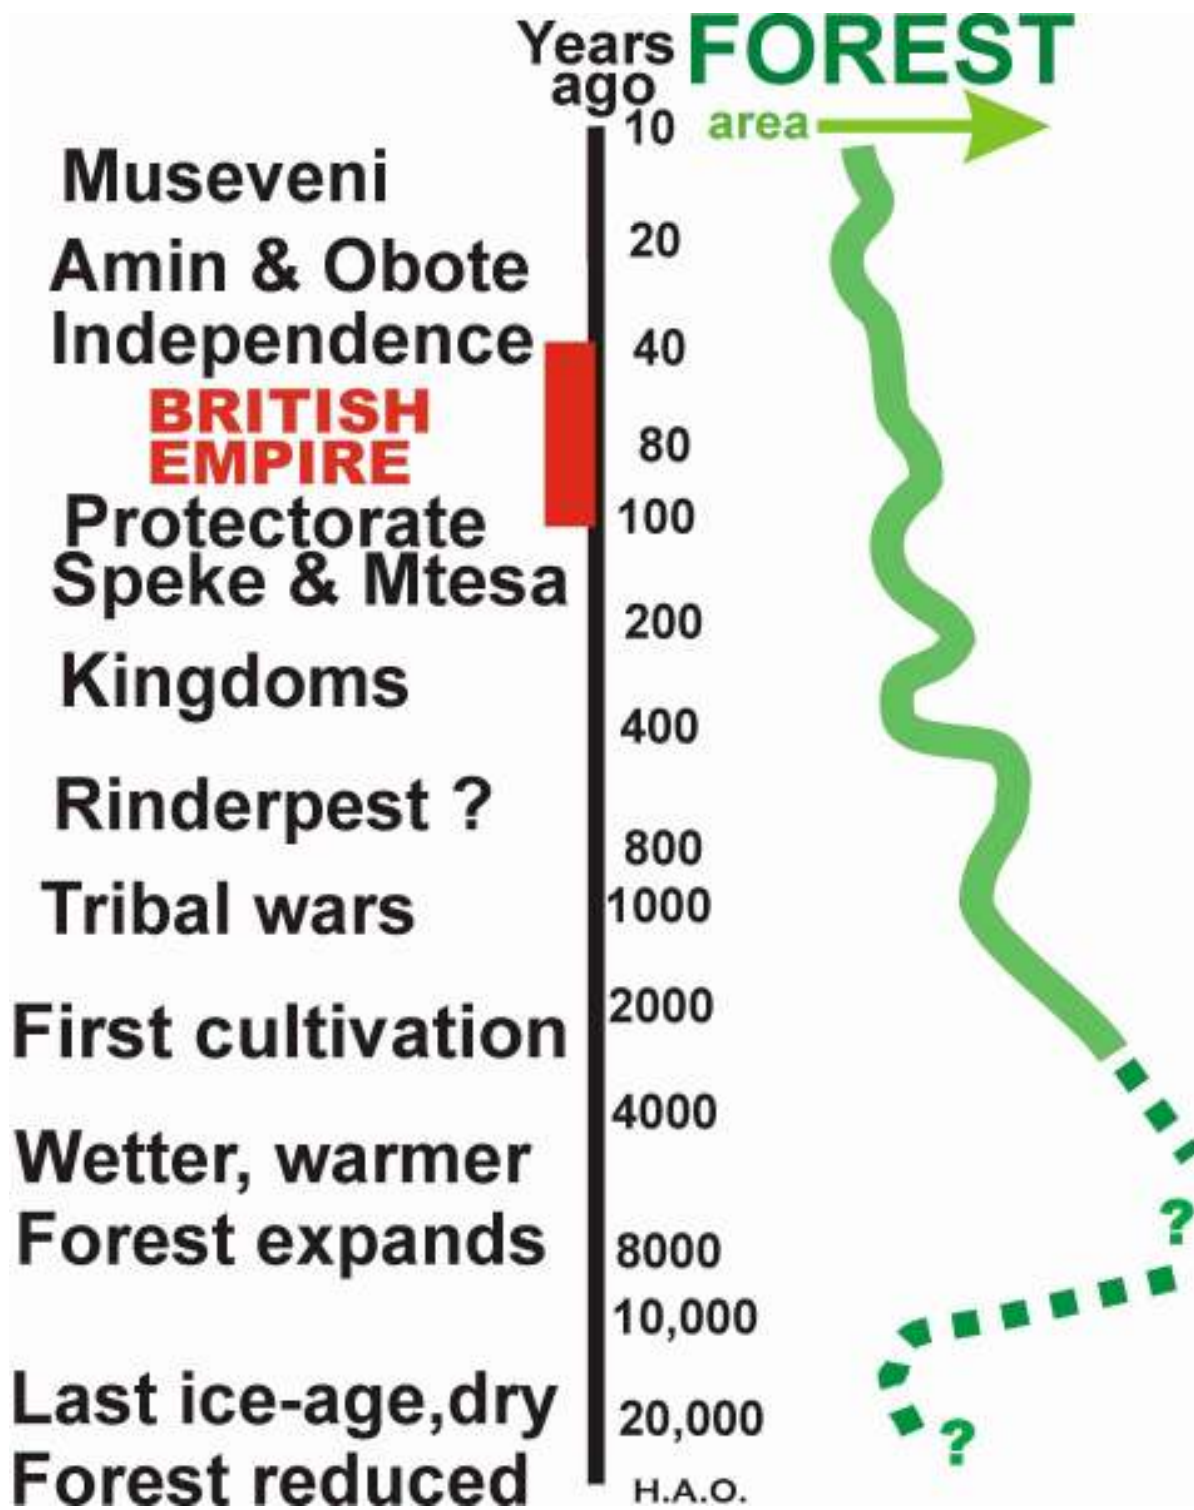 Years ago
FOREST
area
10
Museveni
20
Amin & Obote
Independence
40
BRITISH
EMPIRE
80
Protectorate
100
Speke & Mtesa
200
Kingdoms
400
Rinderpest ?
800
Tribal wars
1000
First cultivation
2000
4000
Wetter, warmer
?
Forest expands
8000
10,000
Last ice-age,dry
20,000
?
Forest reduced
H.A.O.